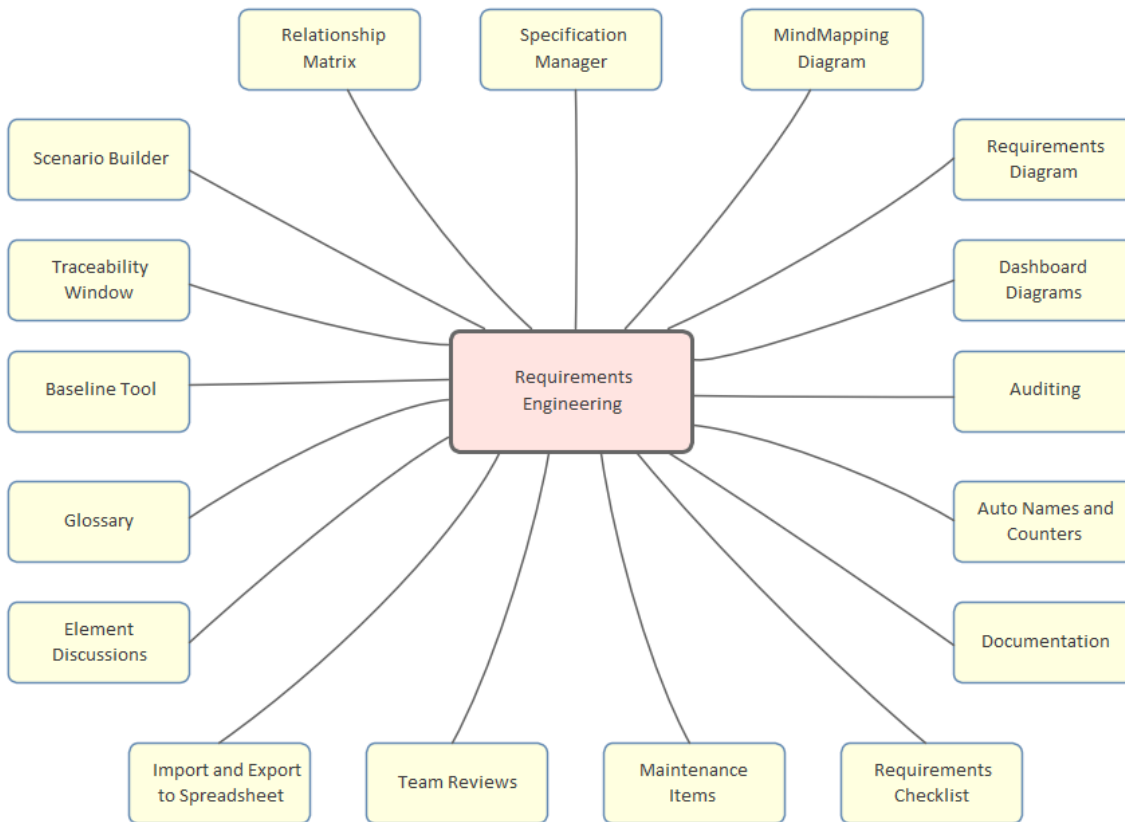 Relationship
Matrix
Specification
Manager
MindMapping
Diagram
Scenario Builder
Requirements
Diagram
Traceability
Window
Dashboard
Diagrams
Baseline Tool
Requirements
Engineering
Auditing
Glossary
Auto Names and
Counters
Element
Discussions
Documentation
Import and Export
to Spreadsheet
Team Reviews
Maintenance
Items
Requirements
Checklist